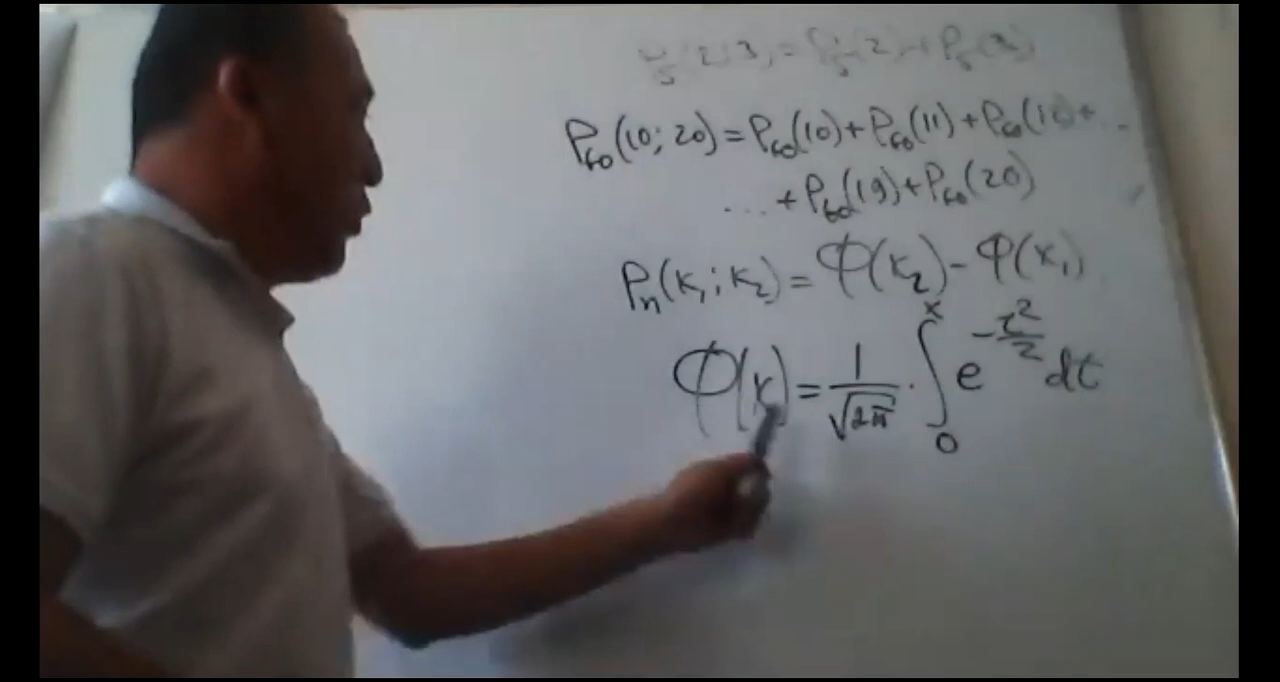 P₆₀(10; 20) = P₆₀(10) + P₆₀(11) + P₆₀(12) + ...
... + P₆₀(19) + P₆₀(20)
Pₙ(k₁; k₂) = Φ(x₂) - Φ(x₁)
Φ(x) = 1/√2π · ∫₀ˣ e^(-t²/2) dt